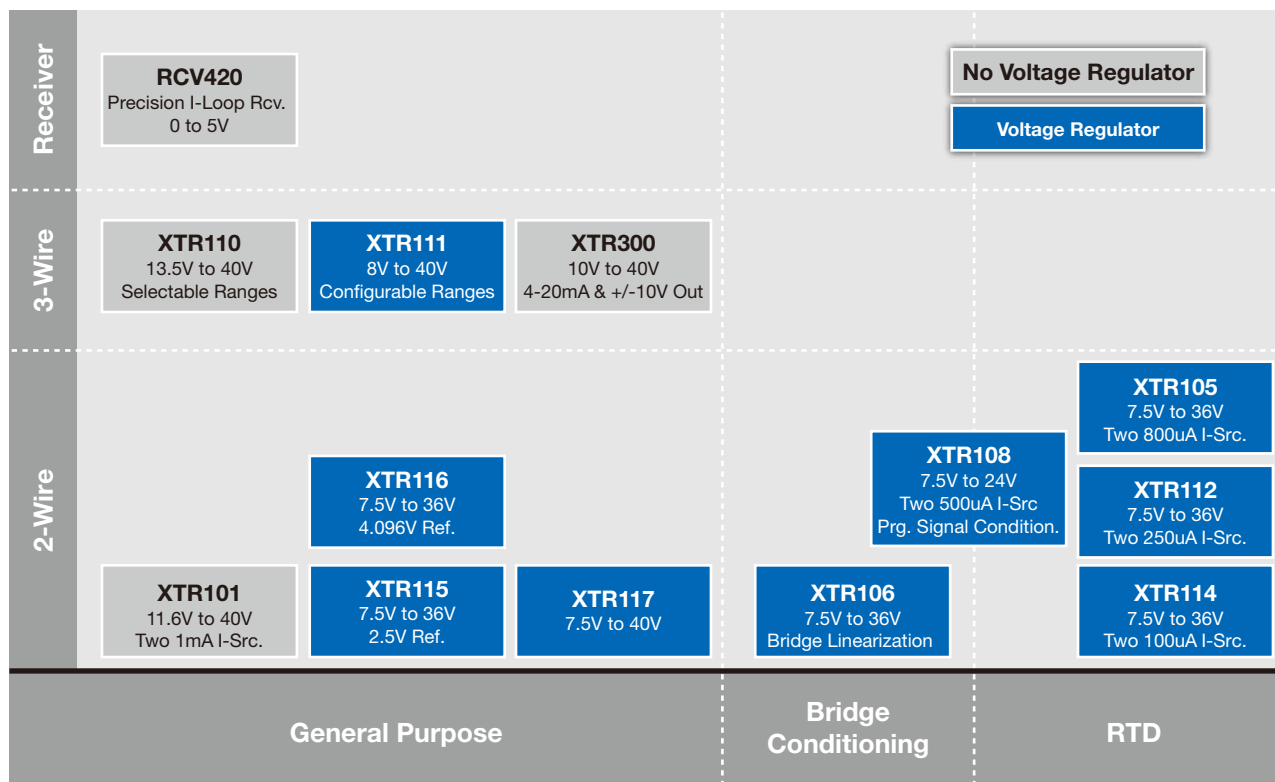 Receiver
RCV420
Precision I-Loop Rcv.
0 to 5V
No Voltage Regulator
Voltage Regulator
3-Wire
XTR110
13.5V to 40V
Selectable Ranges
XTR111
8V to 40V
Configurable Ranges
XTR300
10V to 40V
4-20mA & +/-10V Out
2-Wire
XTR105
7.5V to 36V
Two 800uA I-Src.
XTR108
7.5V to 24V
Two 500uA I-Src
Prg. Signal Condition.
XTR116
7.5V to 36V
4.096V Ref.
XTR112
7.5V to 36V
Two 250uA I-Src.
XTR101
11.6V to 40V
Two 1mA I-Src.
XTR115
7.5V to 36V
2.5V Ref.
XTR117
7.5V to 40V
XTR106
7.5V to 36V
Bridge Linearization
XTR114
7.5V to 36V
Two 100uA I-Src.
General Purpose
Bridge
Conditioning
RTD